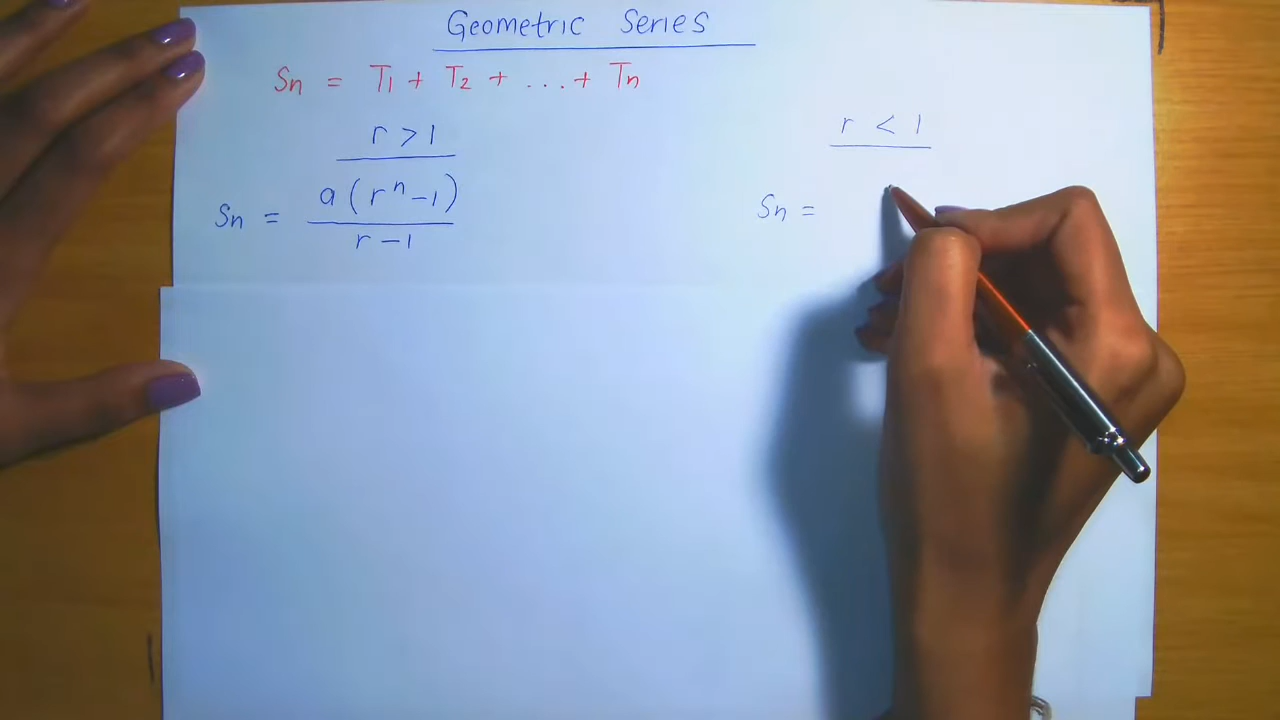 Geometric Series
Sn = T1 + T2 + ... + Tn
r > 1
Sn = a(r^n - 1) / r - 1
r < 1
Sn =